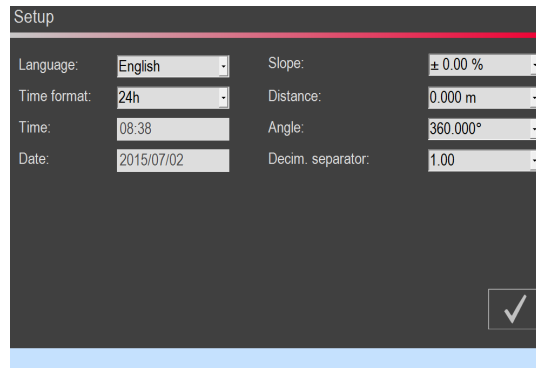 Setup
Language: English
Time format: 24h
Time: 08:38
Date: 2015/07/02
Slope: ± 0.00 %
Distance: 0.000 m
Angle: 360.000°
Decim. separator: 1.00